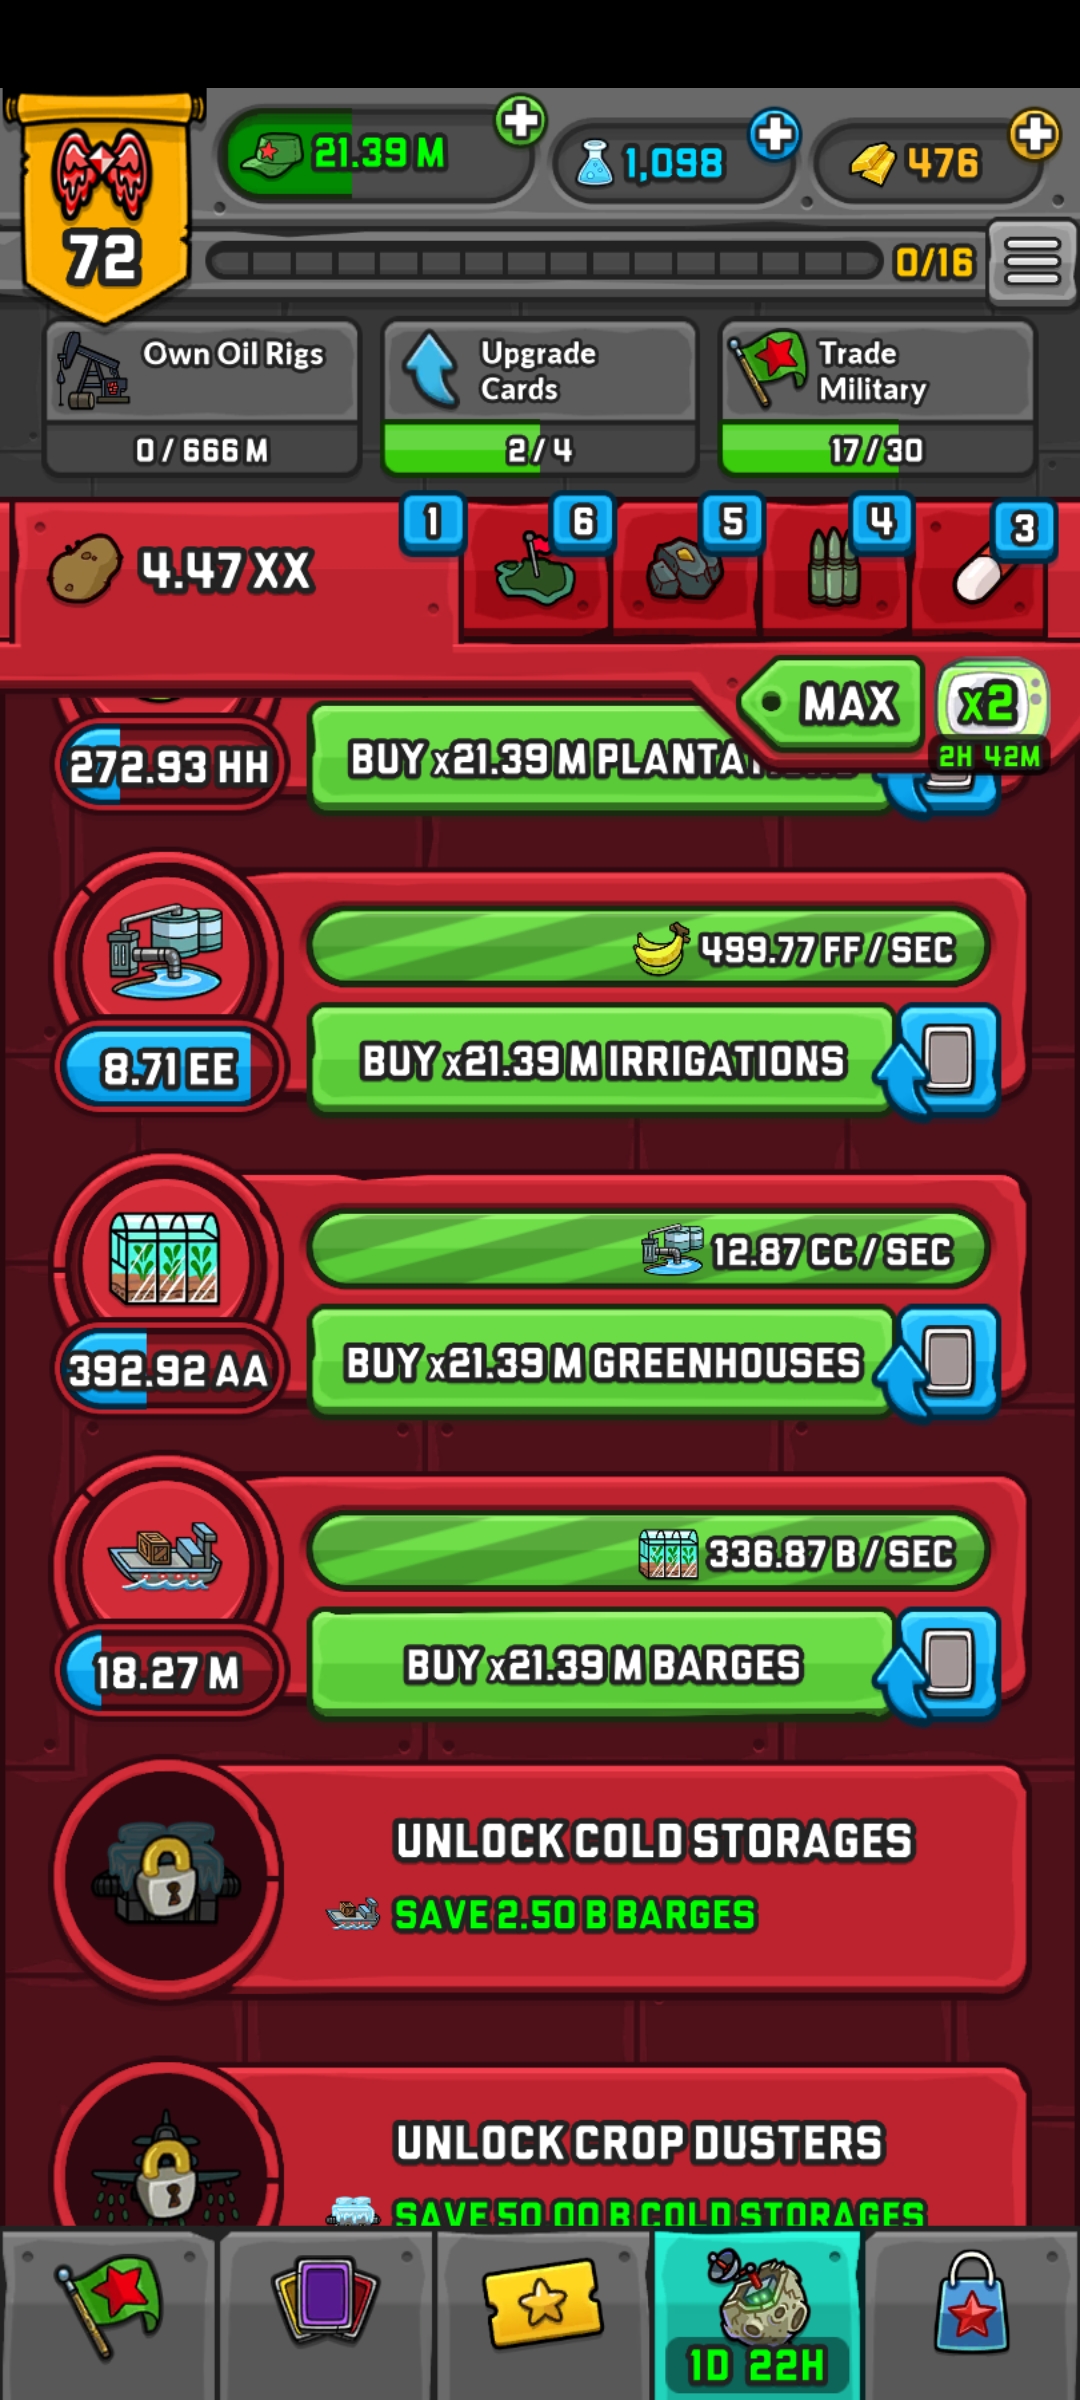 21.39 M
1,098
476
72
0/16
Own Oil Rigs
0 / 666 M
Upgrade
Cards
2 / 4
Trade
Military
17 / 30
4.47 XX
1
6
5
4
3
MAX
x2
2H 42M
272.93 HH
BUY x21.39 M
499.77 FF / SEC
8.71 EE
BUY x21.39 M IRRIGATIONS
12.87 CC / SEC
392.92 AA
BUY x21.39 M GREENHOUSES
336.87 B / SEC
18.27 M
BUY x21.39 M BARGES
UNLOCK COLD STORAGES
SAVE 2.50 B BARGES
UNLOCK CROP DUSTERS
SAVE 50.00 B COLD STORAGES
1D 22H